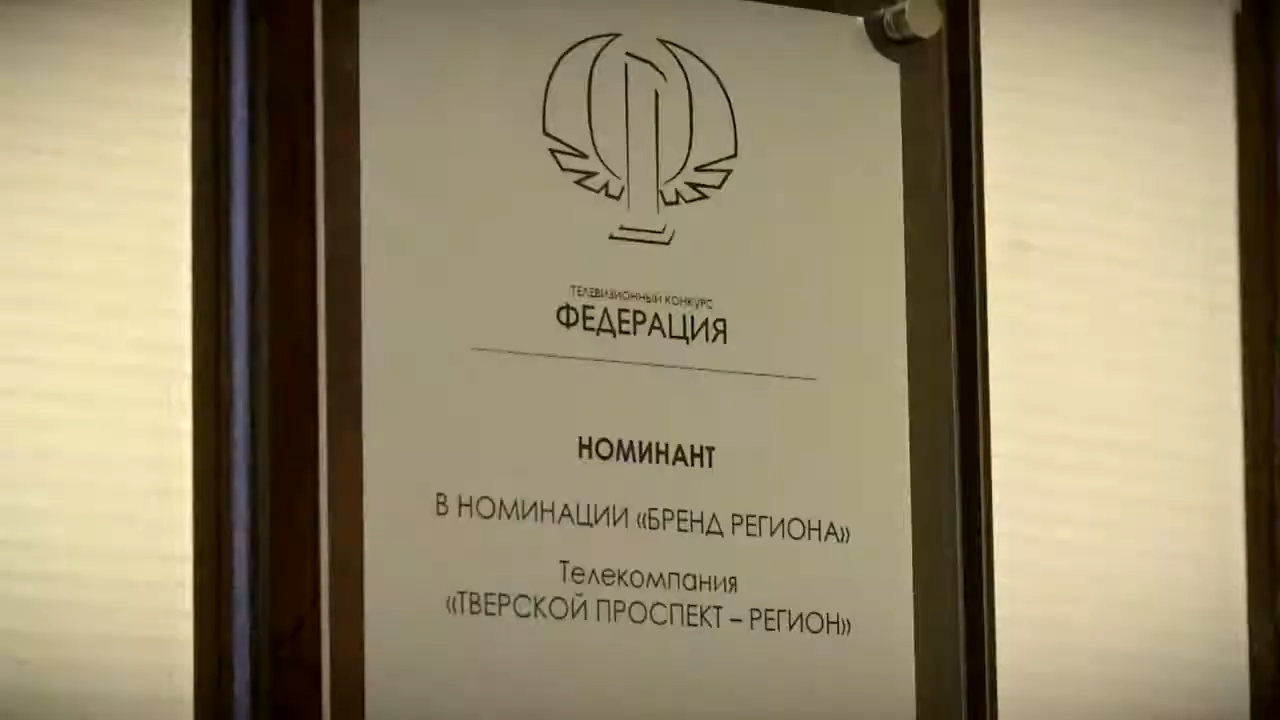 ТЕЛЕВИЗИОННЫЙ КОНКУРС
ФЕДЕРАЦИЯ
НОМИНАНТ
В НОМИНАЦИИ «БРЕНД РЕГИОНА»
Телекомпания
«ТВЕРСКОЙ ПРОСПЕКТ – РЕГИОН»